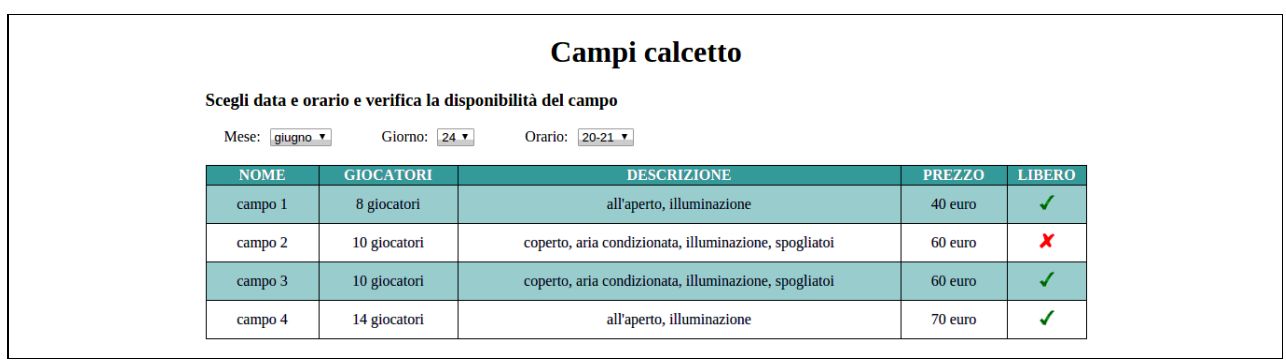 Campi calcetto
Scegli data e orario e verifica la disponibilità del campo
Mese: giugno Giorno: 24 Orario: 20-21
NOME GIOCATORI DESCRIZIONE PREZZO LIBERO
campo 1 8 giocatori all'aperto, illuminazione 40 euro ✓
campo 2 10 giocatori coperto, aria condizionata, illuminazione, spogliatoi 60 euro ✗
campo 3 10 giocatori coperto, aria condizionata, illuminazione, spogliatoi 60 euro ✓
campo 4 14 giocatori all'aperto, illuminazione 70 euro ✓